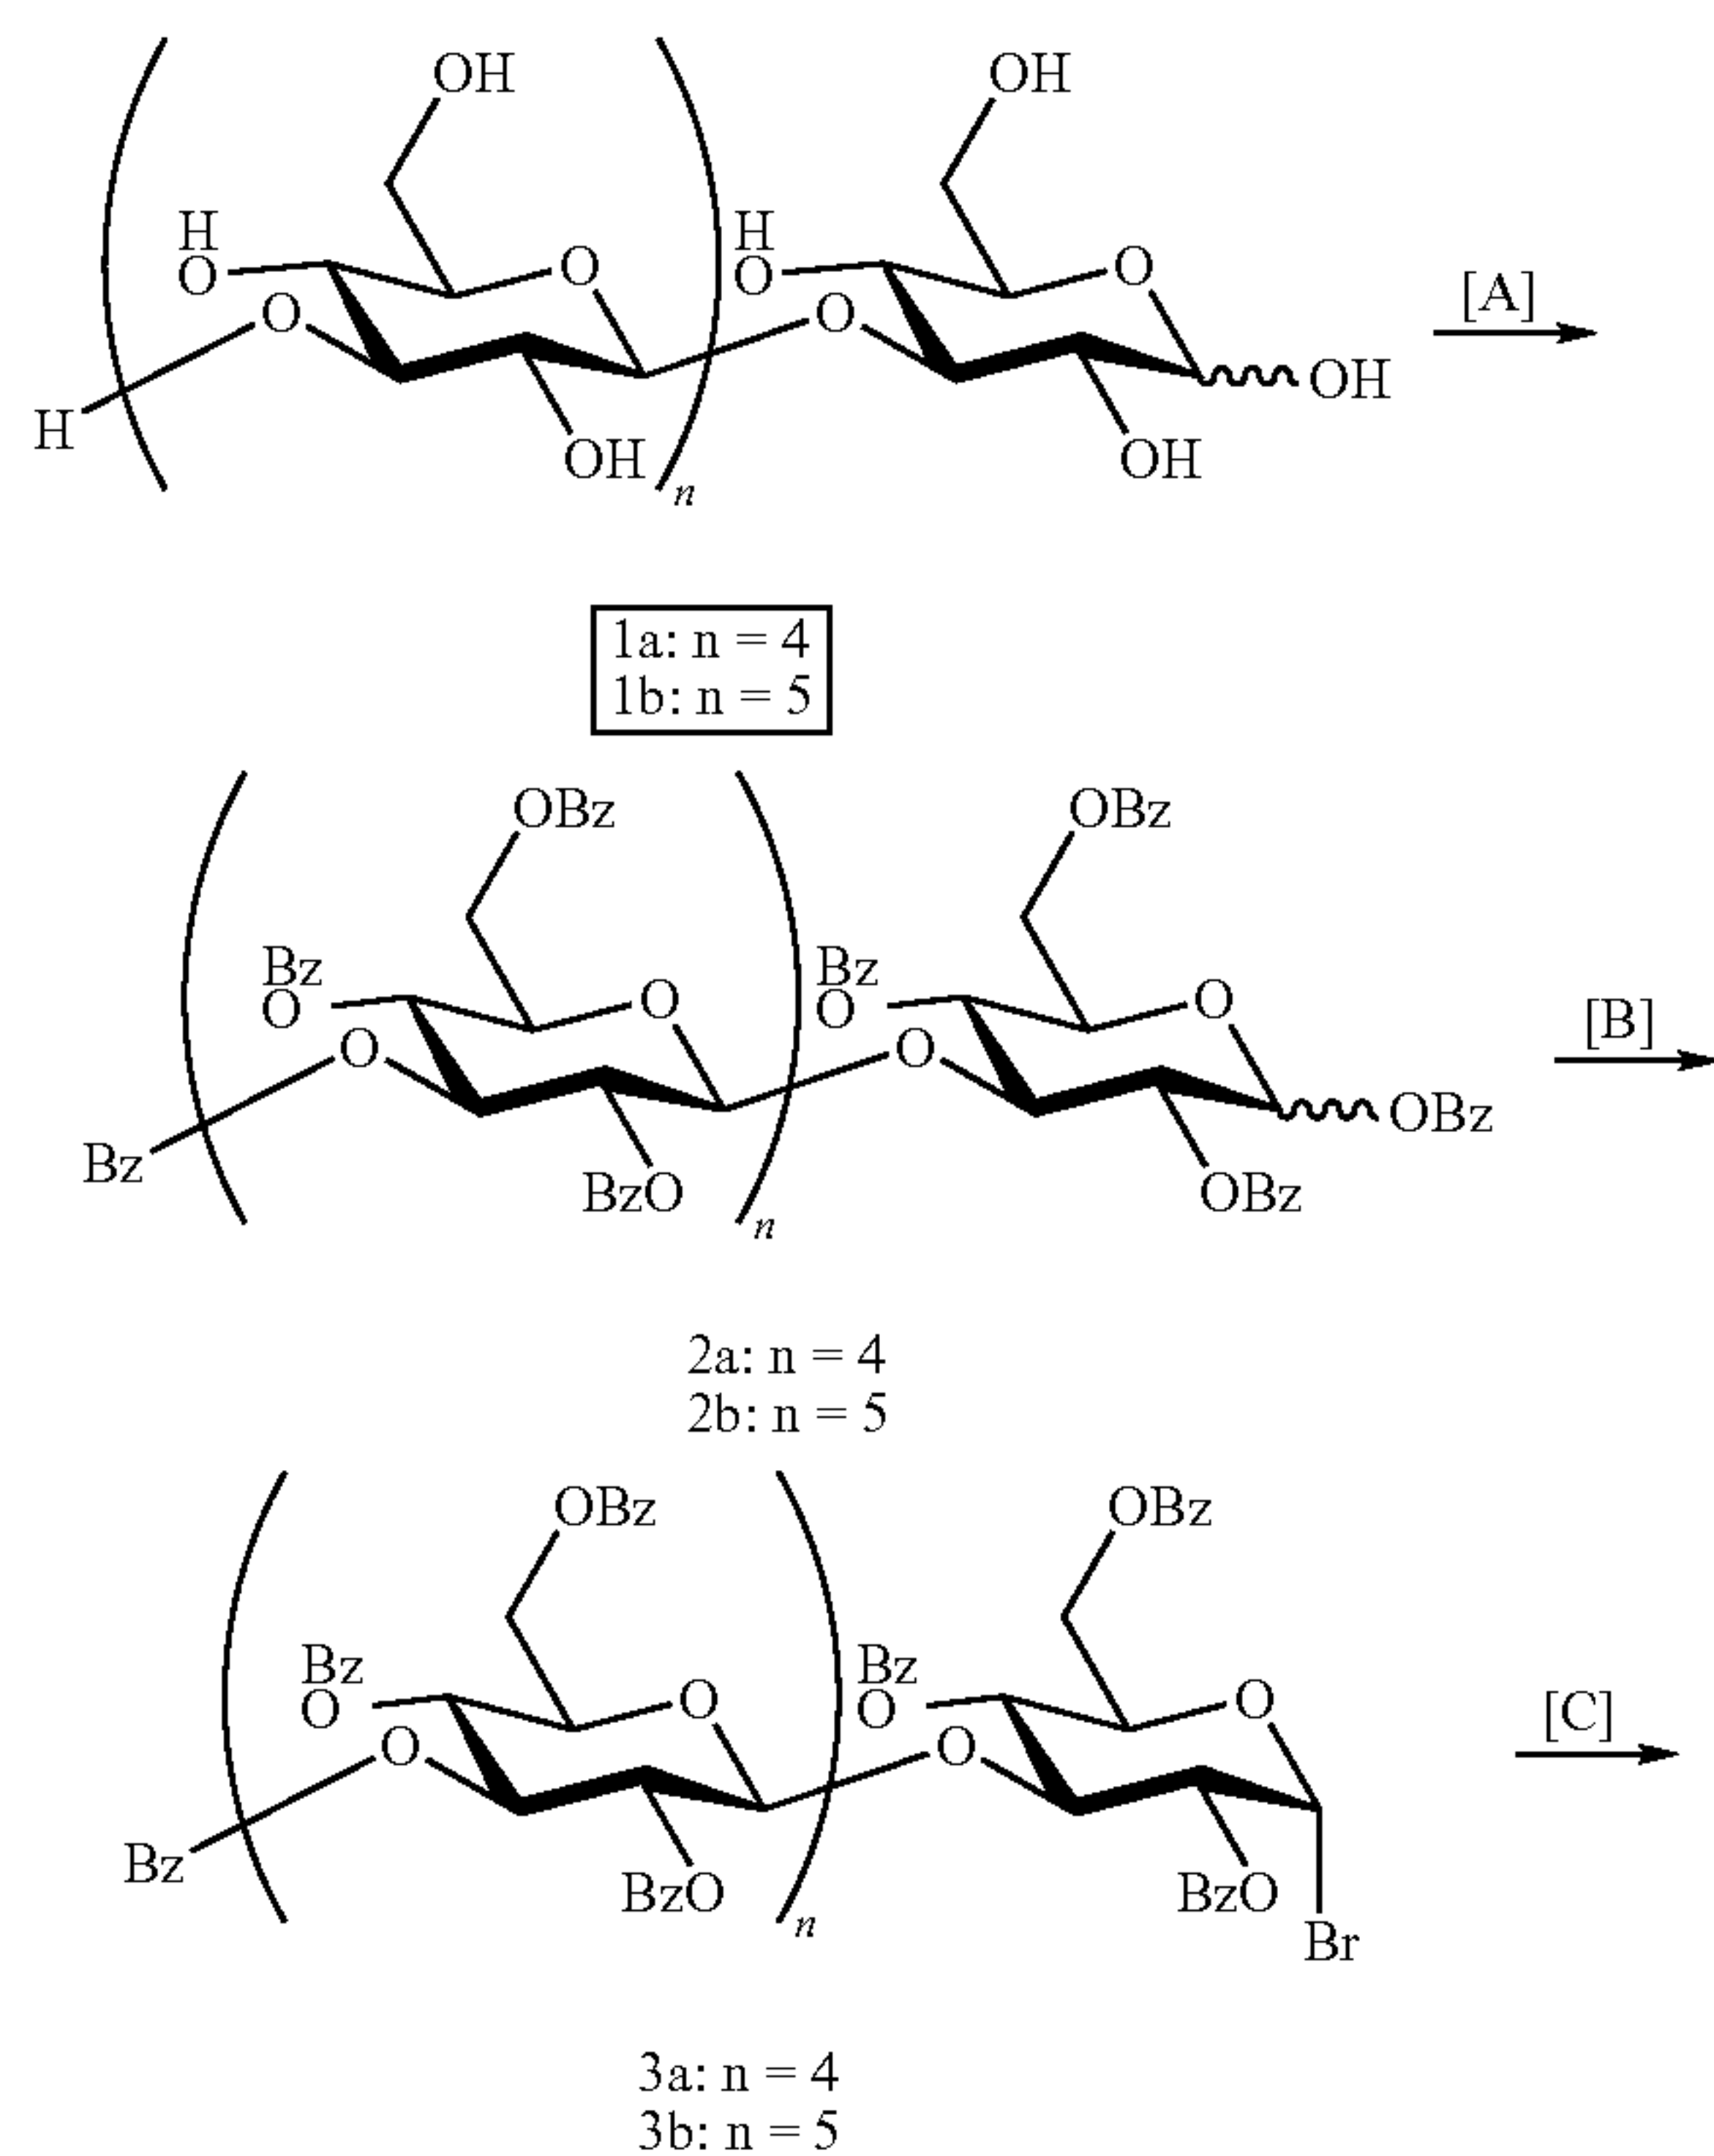 OH OH
H H
O O O O
[A]
O O
OH
H
OH OH
n
1a: n = 4
1b: n = 5
OBz OBz
Bz Bz
O O O O
[B]
O O
OBz
Bz
BzO OBz
n
2a: n = 4
2b: n = 5
OBz OBz
Bz Bz
O O O O
[C]
O O
Bz
BzO BzO
n
Br
3a: n = 4
3b: n = 5